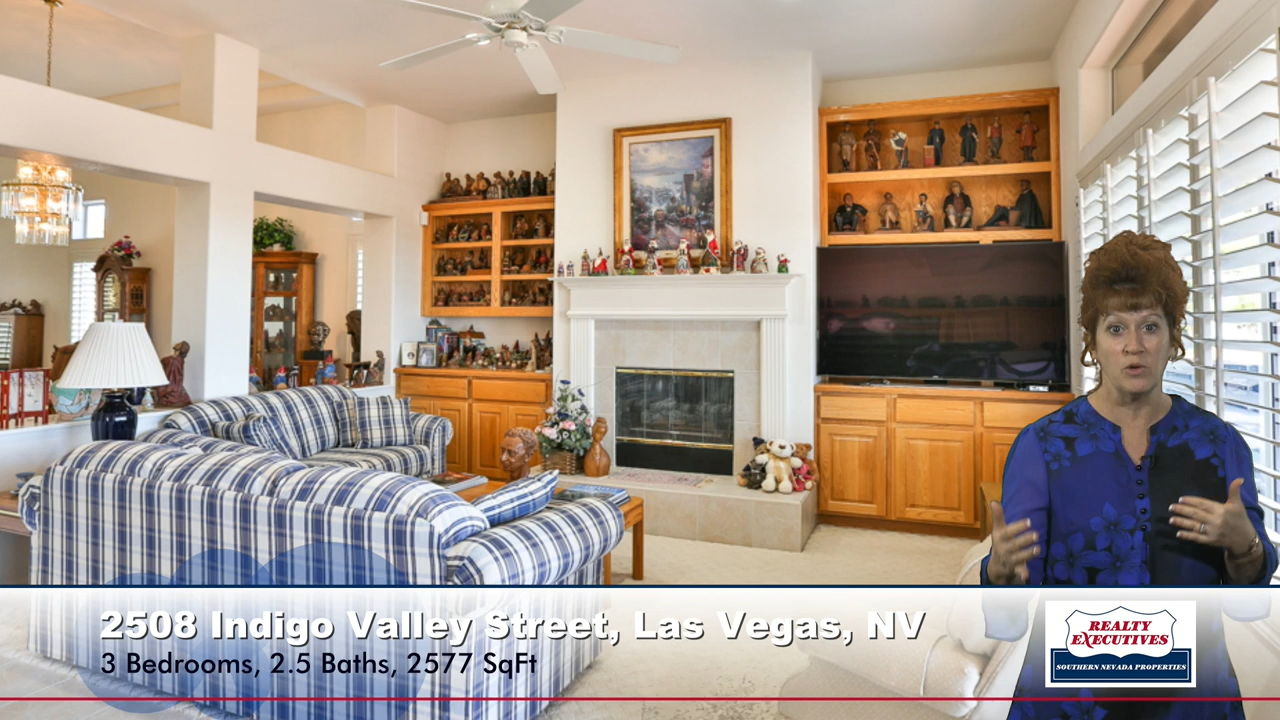 2508 Indigo Valley Street, Las Vegas, NV
3 Bedrooms, 2.5 Baths, 2577 SqFt
REALTY
EXECUTIVES
SOUTHERN NEVADA PROPERTIES